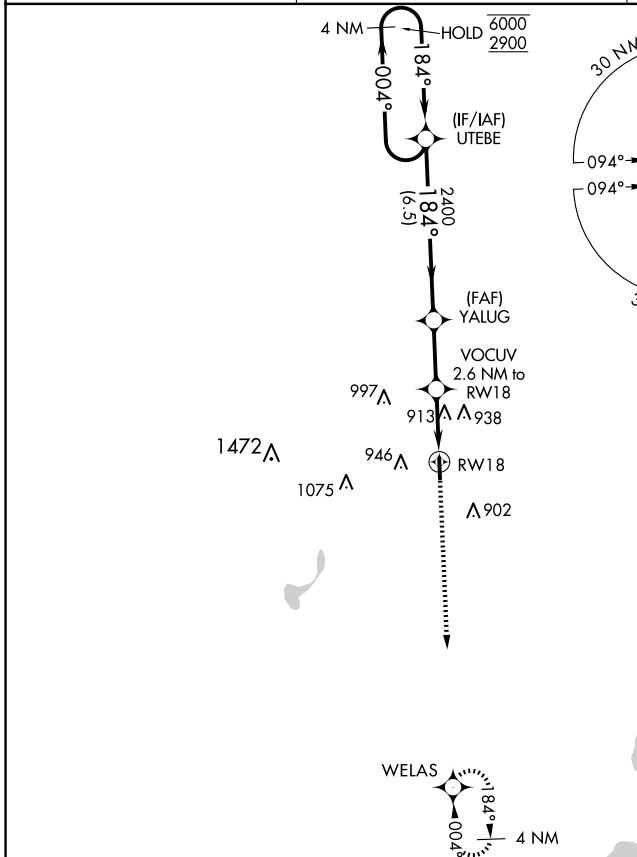 4 NM
HOLD
6000
2900
184°
004°
(IF/IAF)
UTEBE
30 NM
094°
094°
2400
184°
(6.5)
(FAF)
YALUG
VOCUV
2.6 NM to
RW18
997
913
938
1472
946
RW18
1075
902
WELAS
184°
004°
4 NM